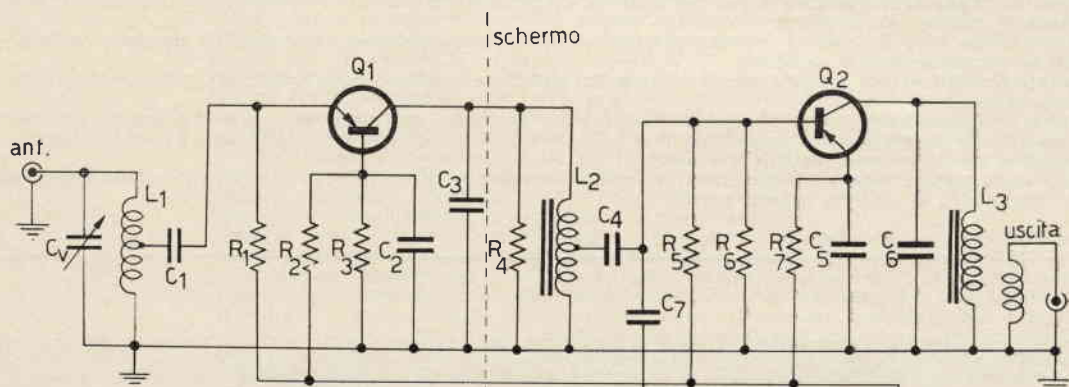 schermo
Q1
Q2
ant.
L1
C3
L2
C4
L3
uscita
Cv
C1
R1
R2
R3
C2
R4
R5
R6
R7
C5
C6
C7